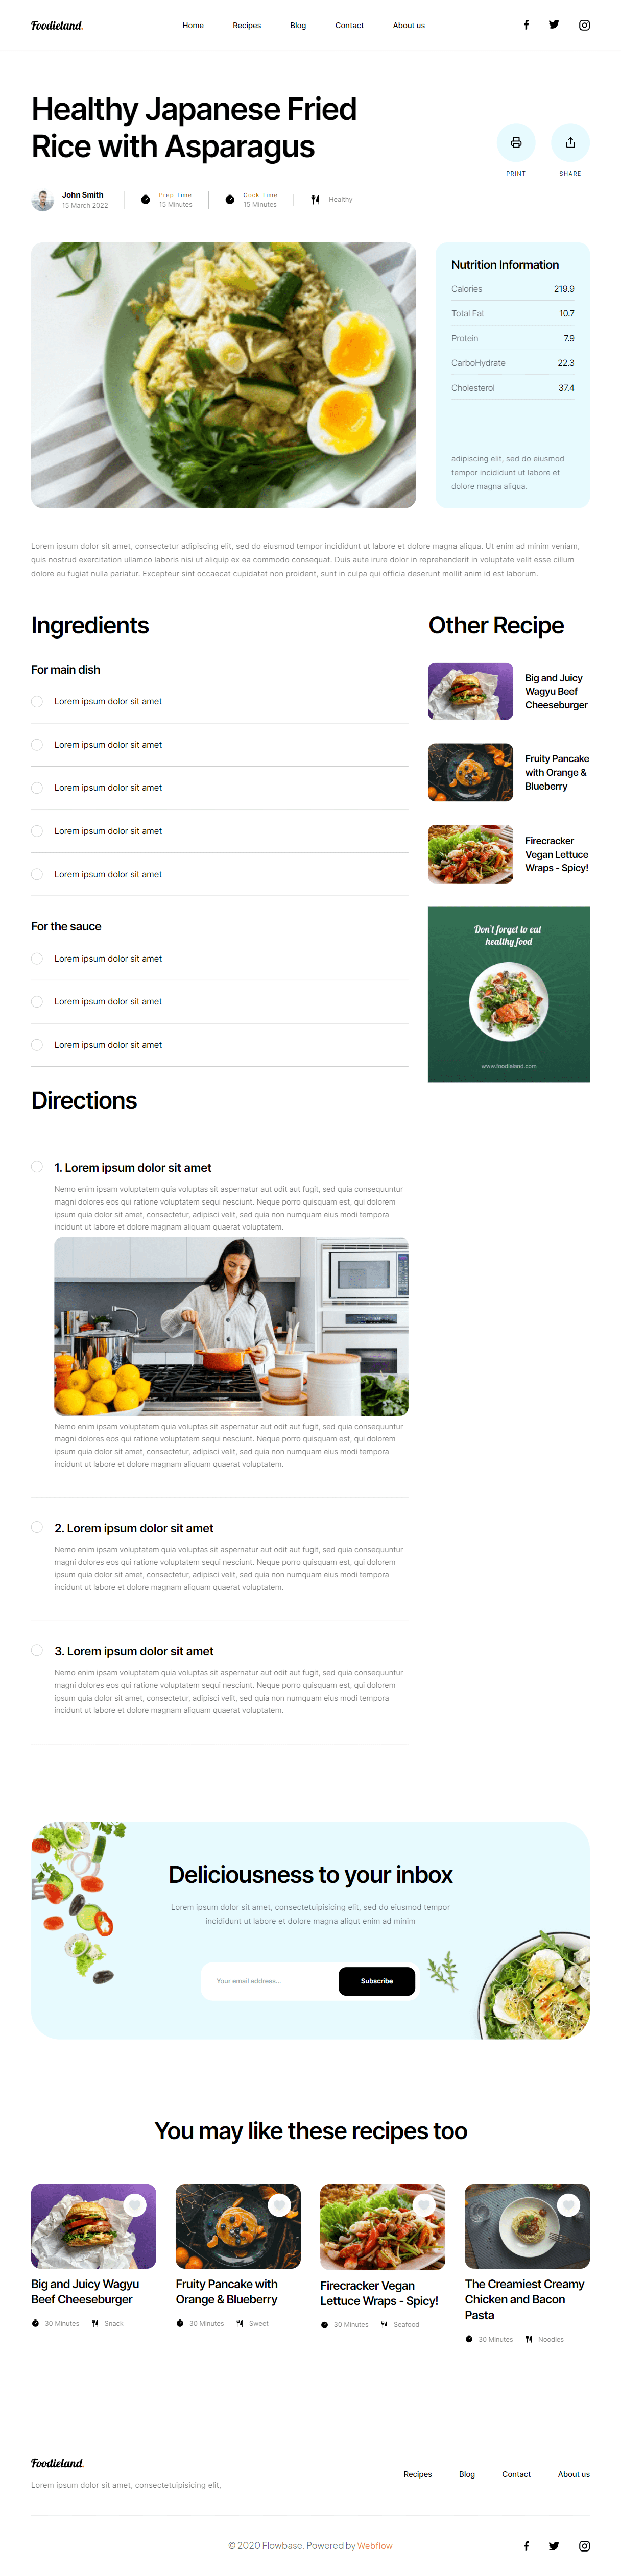 Foodieland.
Home Recipes Blog Contact About us
Healthy Japanese Fried
Rice with Asparagus
PRINT SHARE
John Smith
15 March 2022
Prep Time
15 Minutes
Cock Time
15 Minutes
Healthy
Nutrition Information
Calories 219.9
Total Fat 10.7
Protein 7.9
CarboHydrate 22.3
Cholesterol 37.4
adipiscing elit, sed do eiusmod
tempor incididunt ut labore et
dolore magna aliqua.
Lorem ipsum dolor sit amet, consectetur adipiscing elit, sed do eiusmod tempor incididunt ut labore et dolore magna aliqua. Ut enim ad minim veniam,
quis nostrud exercitation ullamco laboris nisi ut aliquip ex ea commodo consequat. Duis aute irure dolor in reprehenderit in voluptate velit esse cillum
dolore eu fugiat nulla pariatur. Excepteur sint occaecat cupidatat non proident, sunt in culpa qui officia deserunt mollit anim id est laborum.
Ingredients
For main dish
Lorem ipsum dolor sit amet
Lorem ipsum dolor sit amet
Lorem ipsum dolor sit amet
Lorem ipsum dolor sit amet
Lorem ipsum dolor sit amet
For the sauce
Lorem ipsum dolor sit amet
Lorem ipsum dolor sit amet
Lorem ipsum dolor sit amet
Other Recipe
Big and Juicy
Wagyu Beef
Cheeseburger
Fruity Pancake
with Orange &
Blueberry
Firecracker
Vegan Lettuce
Wraps - Spicy!
Don't forget to eat
healthy food
www.foodieland.com
Directions
1. Lorem ipsum dolor sit amet
Nemo enim ipsam voluptatem quia voluptas sit aspernatur aut odit aut fugit, sed quia consequuntur
magni dolores eos qui ratione voluptatem sequi nesciunt. Neque porro quisquam est, qui dolorem
ipsum quia dolor sit amet, consectetur, adipisci velit, sed quia non numquam eius modi tempora
incidunt ut labore et dolore magnam aliquam quaerat voluptatem.
Nemo enim ipsam voluptatem quia voluptas sit aspernatur aut odit aut fugit, sed quia consequuntur
magni dolores eos qui ratione voluptatem sequi nesciunt. Neque porro quisquam est, qui dolorem
ipsum quia dolor sit amet, consectetur, adipisci velit, sed quia non numquam eius modi tempora
incidunt ut labore et dolore magnam aliquam quaerat voluptatem.
2. Lorem ipsum dolor sit amet
Nemo enim ipsam voluptatem quia voluptas sit aspernatur aut odit aut fugit, sed quia consequuntur
magni dolores eos qui ratione voluptatem sequi nesciunt. Neque porro quisquam est, qui dolorem
ipsum quia dolor sit amet, consectetur, adipisci velit, sed quia non numquam eius modi tempora
incidunt ut labore et dolore magnam aliquam quaerat voluptatem.
3. Lorem ipsum dolor sit amet
Nemo enim ipsam voluptatem quia voluptas sit aspernatur aut odit aut fugit, sed quia consequuntur
magni dolores eos qui ratione voluptatem sequi nesciunt. Neque porro quisquam est, qui dolorem
ipsum quia dolor sit amet, consectetur, adipisci velit, sed quia non numquam eius modi tempora
incidunt ut labore et dolore magnam aliquam quaerat voluptatem.
Deliciousness to your inbox
Lorem ipsum dolor sit amet, consectetuipisicing elit, sed do eiusmod tempor
incididunt ut labore et dolore magna aliqut enim ad minim
Your email address... Subscribe
You may like these recipes too
Big and Juicy Wagyu
Beef Cheeseburger
30 Minutes Snack
Fruity Pancake with
Orange & Blueberry
30 Minutes Sweet
Firecracker Vegan
Lettuce Wraps - Spicy!
30 Minutes Seafood
The Creamiest Creamy
Chicken and Bacon
Pasta
30 Minutes Noodles
Foodieland.
Lorem ipsum dolor sit amet, consectetuipisicing elit,
Recipes Blog Contact About us
© 2020 Flowbase. Powered by Webflow